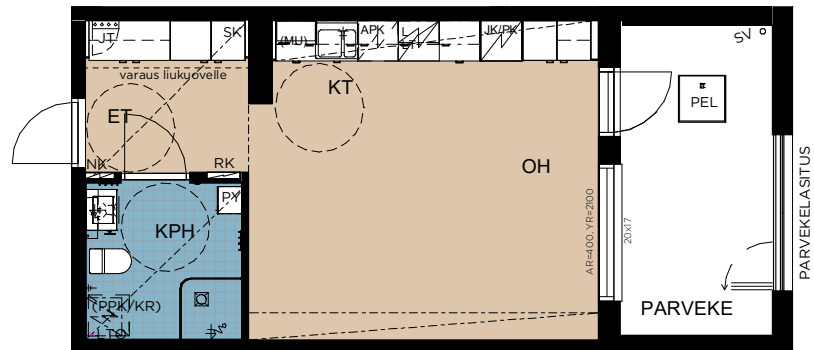 JT
SK
(MU)
APK
L
JK/PK
SV
varaus liukuovelle
KT
PEL
ET
NK
RK
OH
PY
KPH
AR=400, YR=2100
20x17
PARVEKELASITUS
(PPK/KR)
LTO
PARVEKE